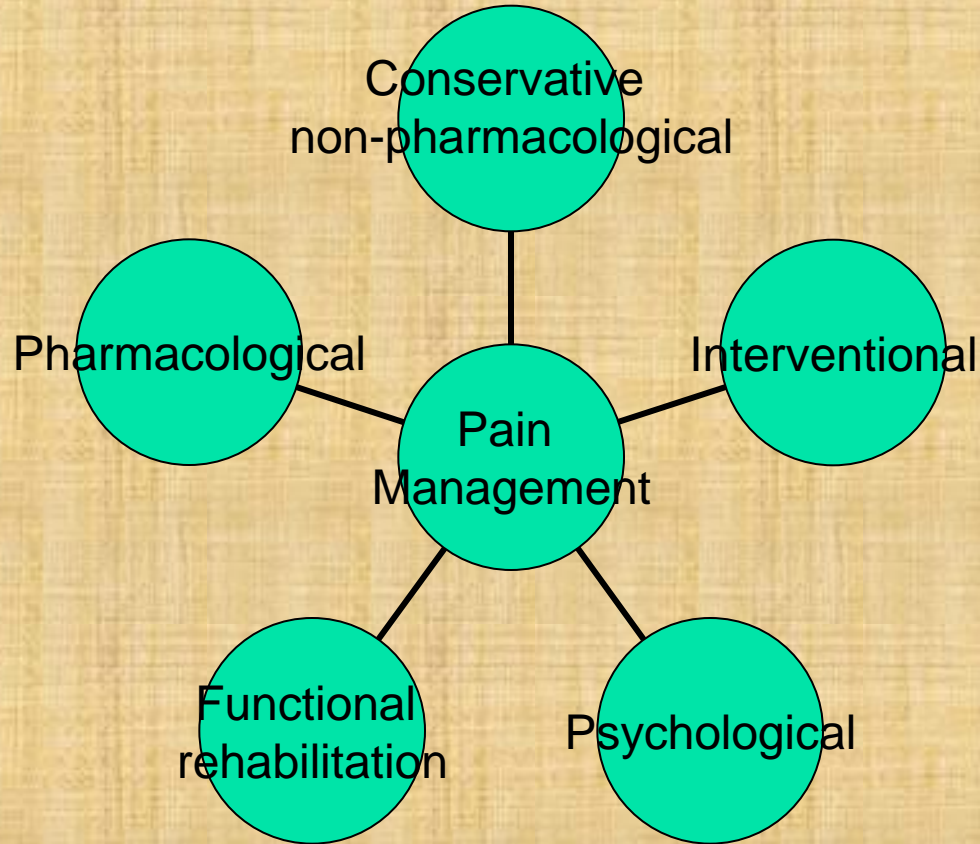 Conservative
non-pharmacological
Pharmacological
Interventional
Pain
Management
Functional
rehabilitation
Psychological